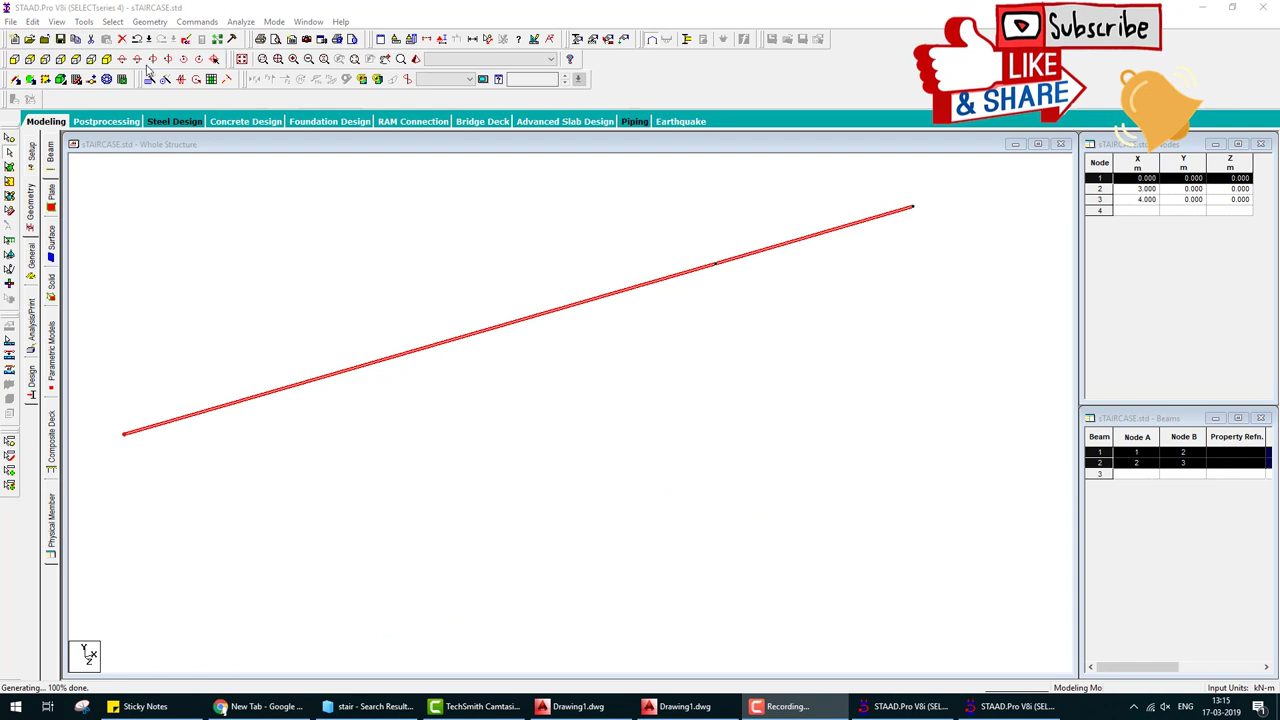 STAAD.Pro V8i (SELECTseries 4) - sTAIRCASE.std
File Edit View Tools Select Geometry Commands Analyze Mode Window Help
Subscribe
LIKE
& SHARE
Modeling Postprocessing Steel Design Concrete Design Foundation Design RAM Connection Bridge Deck Advanced Slab Design Piping Earthquake
sTAIRCASE.std - Whole Structure
Setup
Geometry
General
Analysis/Print
Design
Beam
Plate
Surface
Solid
Parametric Models
Composite Deck
Physical Member
sTAIRCASE.std - Nodes
Node X m Y m Z m
1 0.000 0.000 0.000
2 3.000 0.000 0.000
3 4.000 0.000 0.000
4
sTAIRCASE.std - Beams
Beam Node A Node B Property Refn.
1 1 2
2 2 3
3
Y
X
Z
Generating... 100% done. Modeling Mo Input Units: kN-m
Sticky Notes New Tab - Google ... stair - Search Result... TechSmith Camtasi... Drawing1.dwg Drawing1.dwg Recording... STAAD.Pro V8i (SEL... STAAD.Pro V8i (SEL... ENG 13:15
17-03-2019